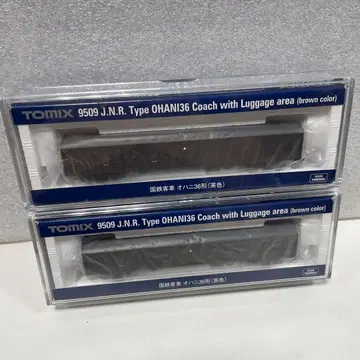 TOMIX 9509 J.N.R. Type OHANI36 Coach with Luggage area (brown color)
国鉄客車 オハニ36形(茶色)
TOMIX 9509 J.N.R. Type OHANI36 Coach with Luggage area (brown color)
国鉄客車 オハニ36形(茶色)